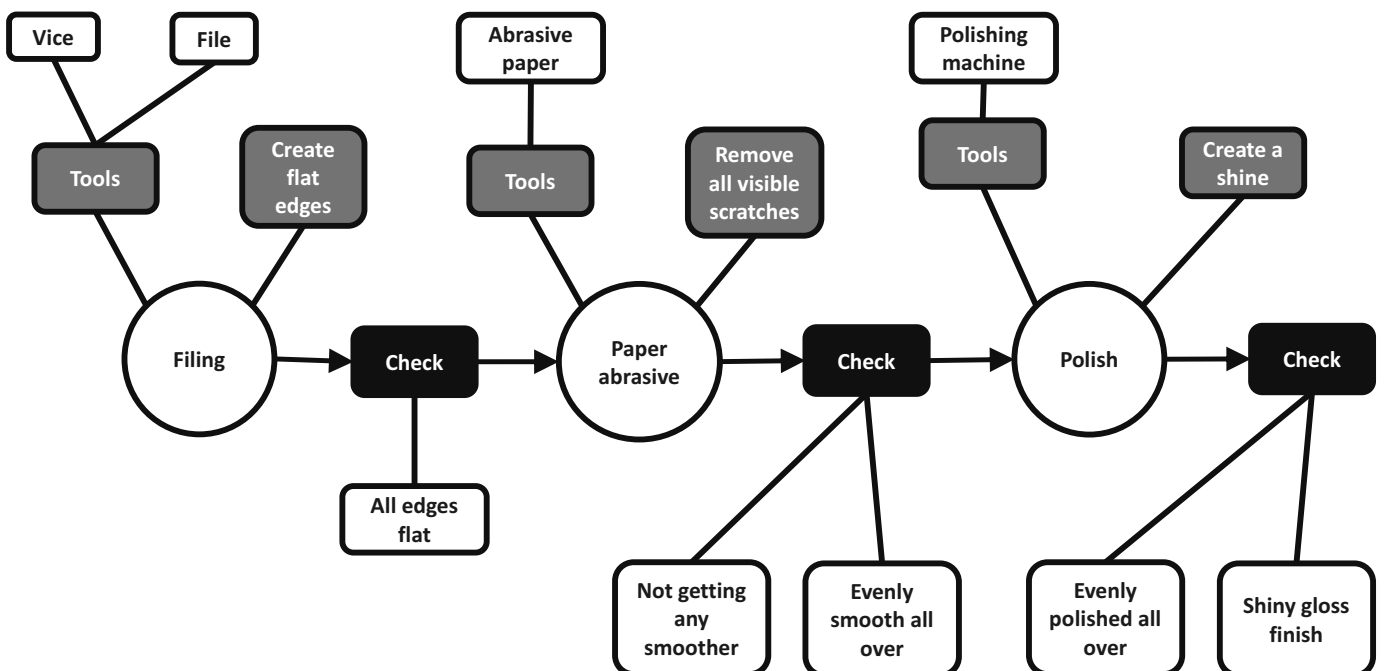 Vice
File
Abrasive
paper
Polishing
machine
Tools
Create
flat
edges
Tools
Remove
all visible
scratches
Tools
Create a
shine
Filing
Check
Paper
abrasive
Check
Polish
Check
All edges
flat
Not getting
any
smoother
Evenly
smooth all
over
Evenly
polished all
over
Shiny gloss
finish